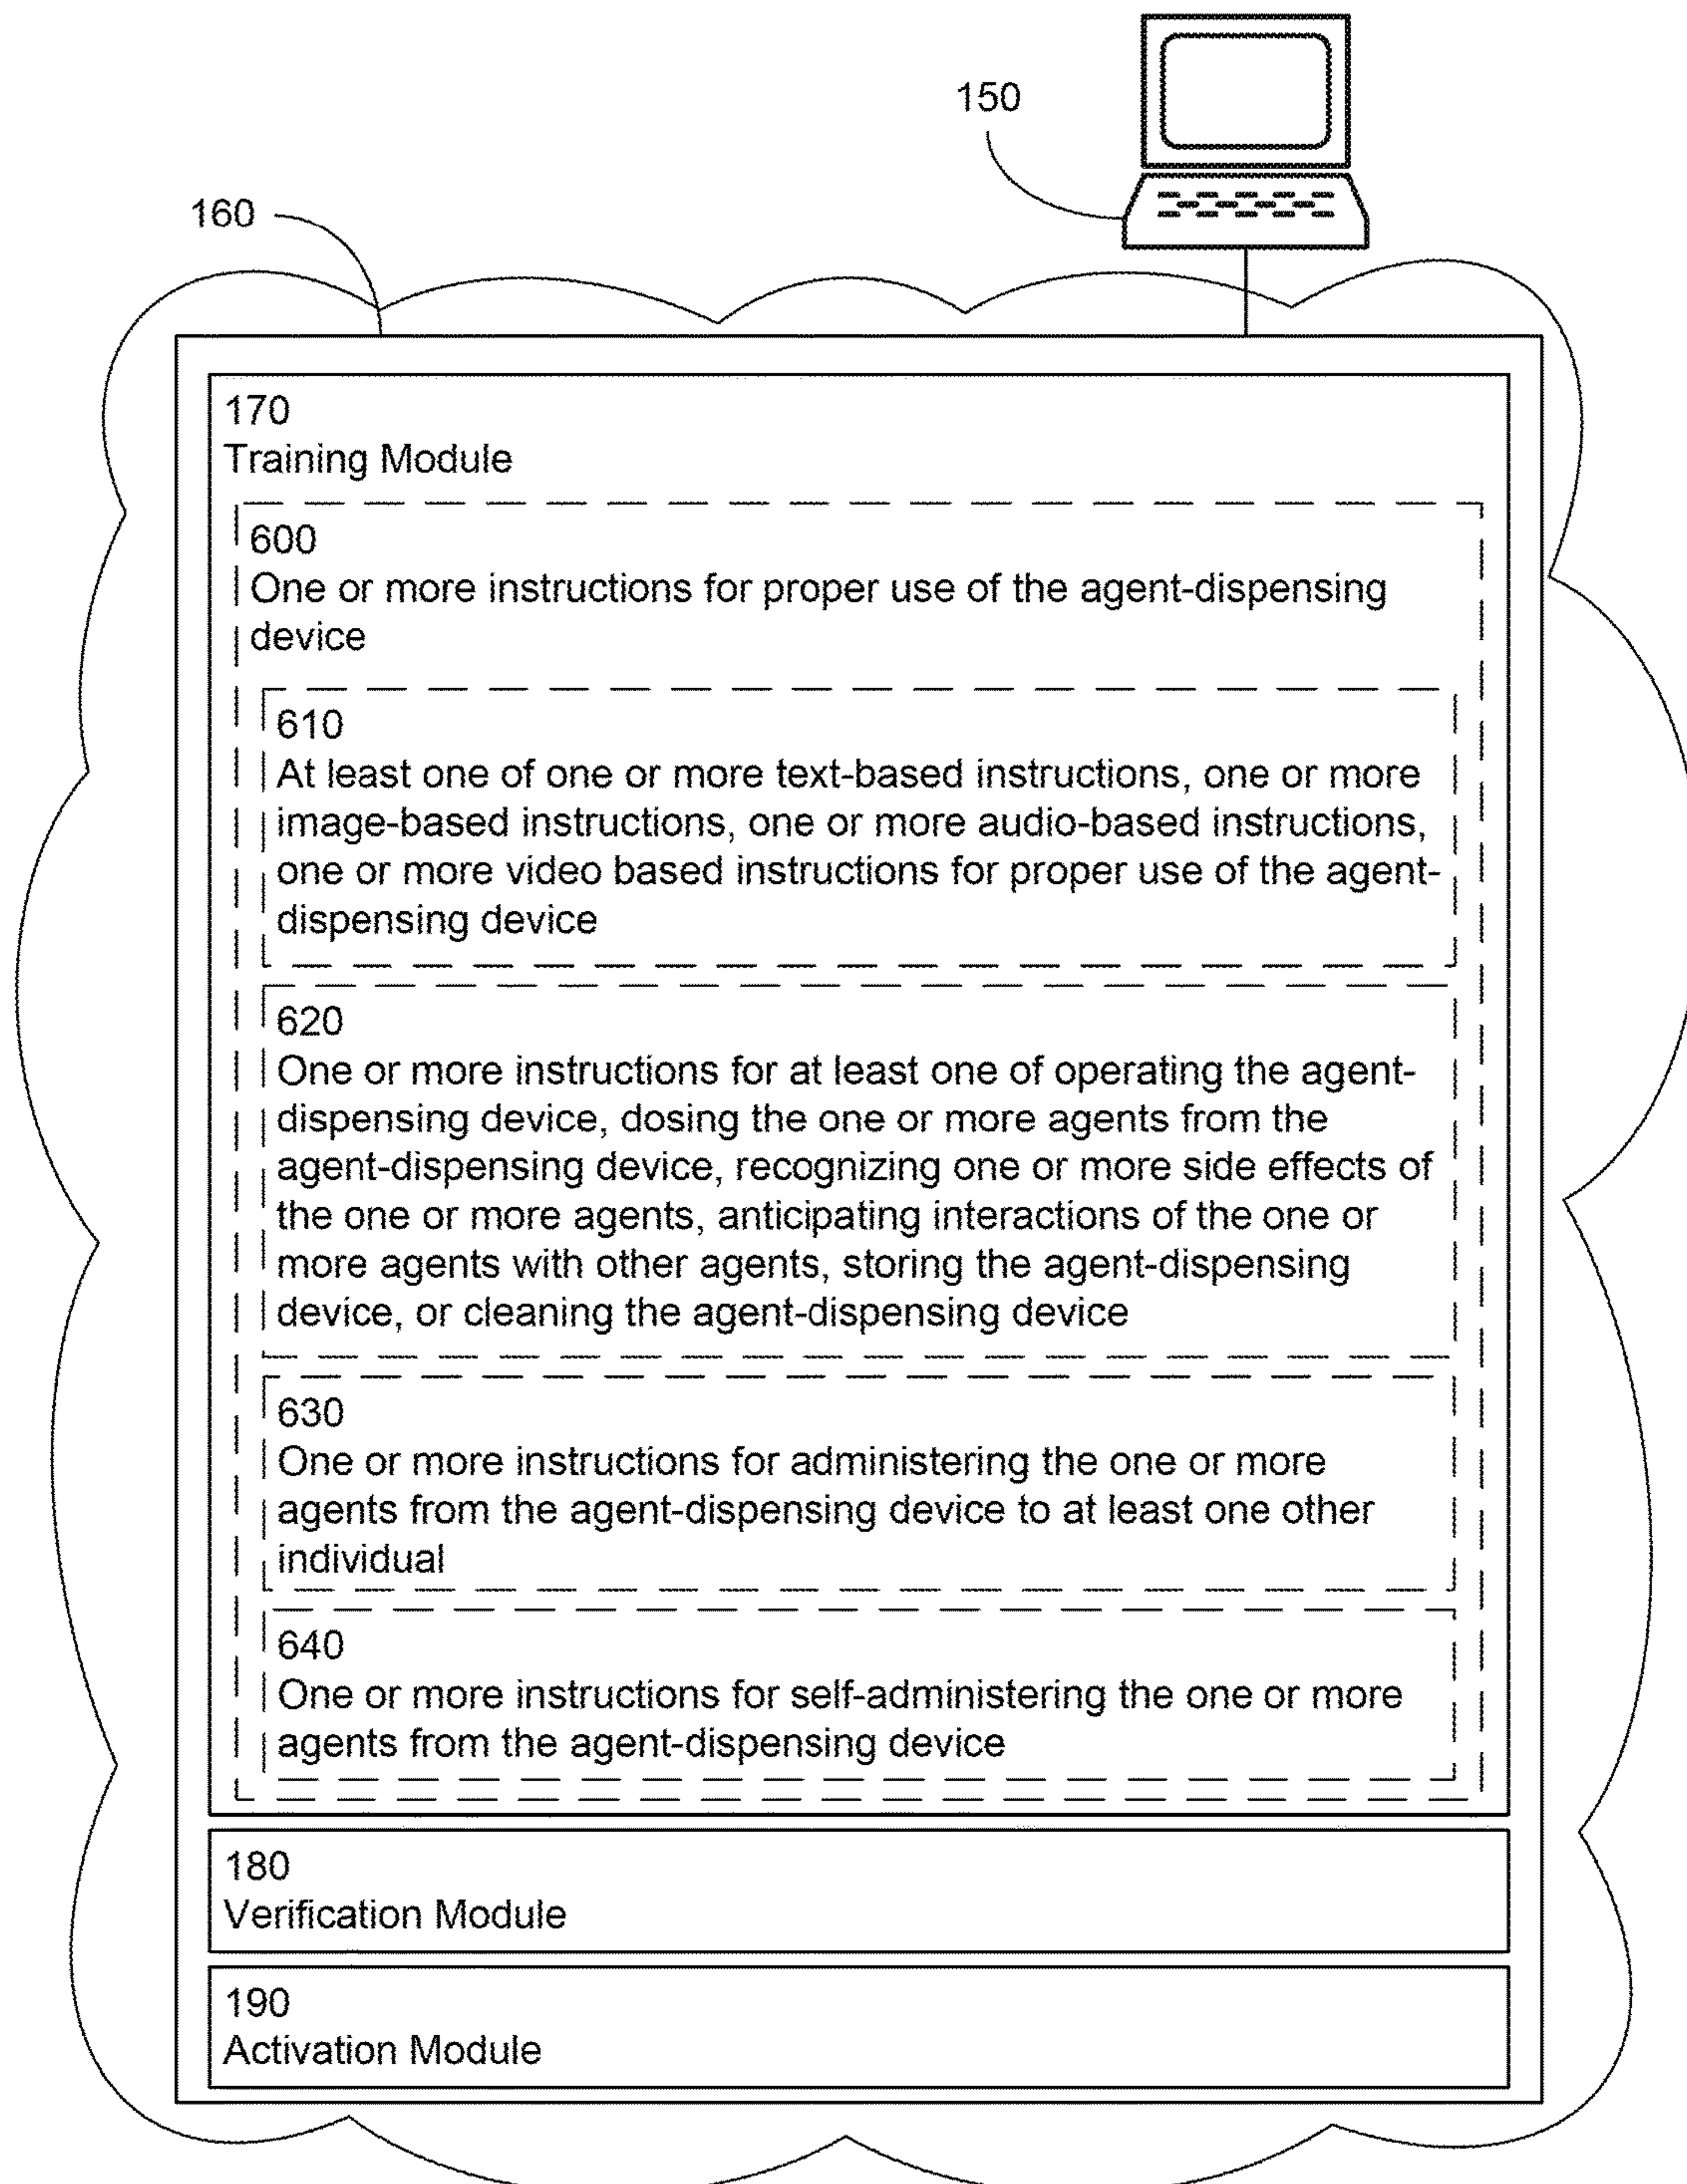 150
160
170
Training Module
600
One or more instructions for proper use of the agent-dispensing
device
610
At least one of one or more text-based instructions, one or more
image-based instructions, one or more audio-based instructions,
one or more video based instructions for proper use of the agent-
dispensing device
620
One or more instructions for at least one of operating the agent-
dispensing device, dosing the one or more agents from the
agent-dispensing device, recognizing one or more side effects of
the one or more agents, anticipating interactions of the one or
more agents with other agents, storing the agent-dispensing
device, or cleaning the agent-dispensing device
630
One or more instructions for administering the one or more
agents from the agent-dispensing device to at least one other
individual
640
One or more instructions for self-administering the one or more
agents from the agent-dispensing device
180
Verification Module
190
Activation Module